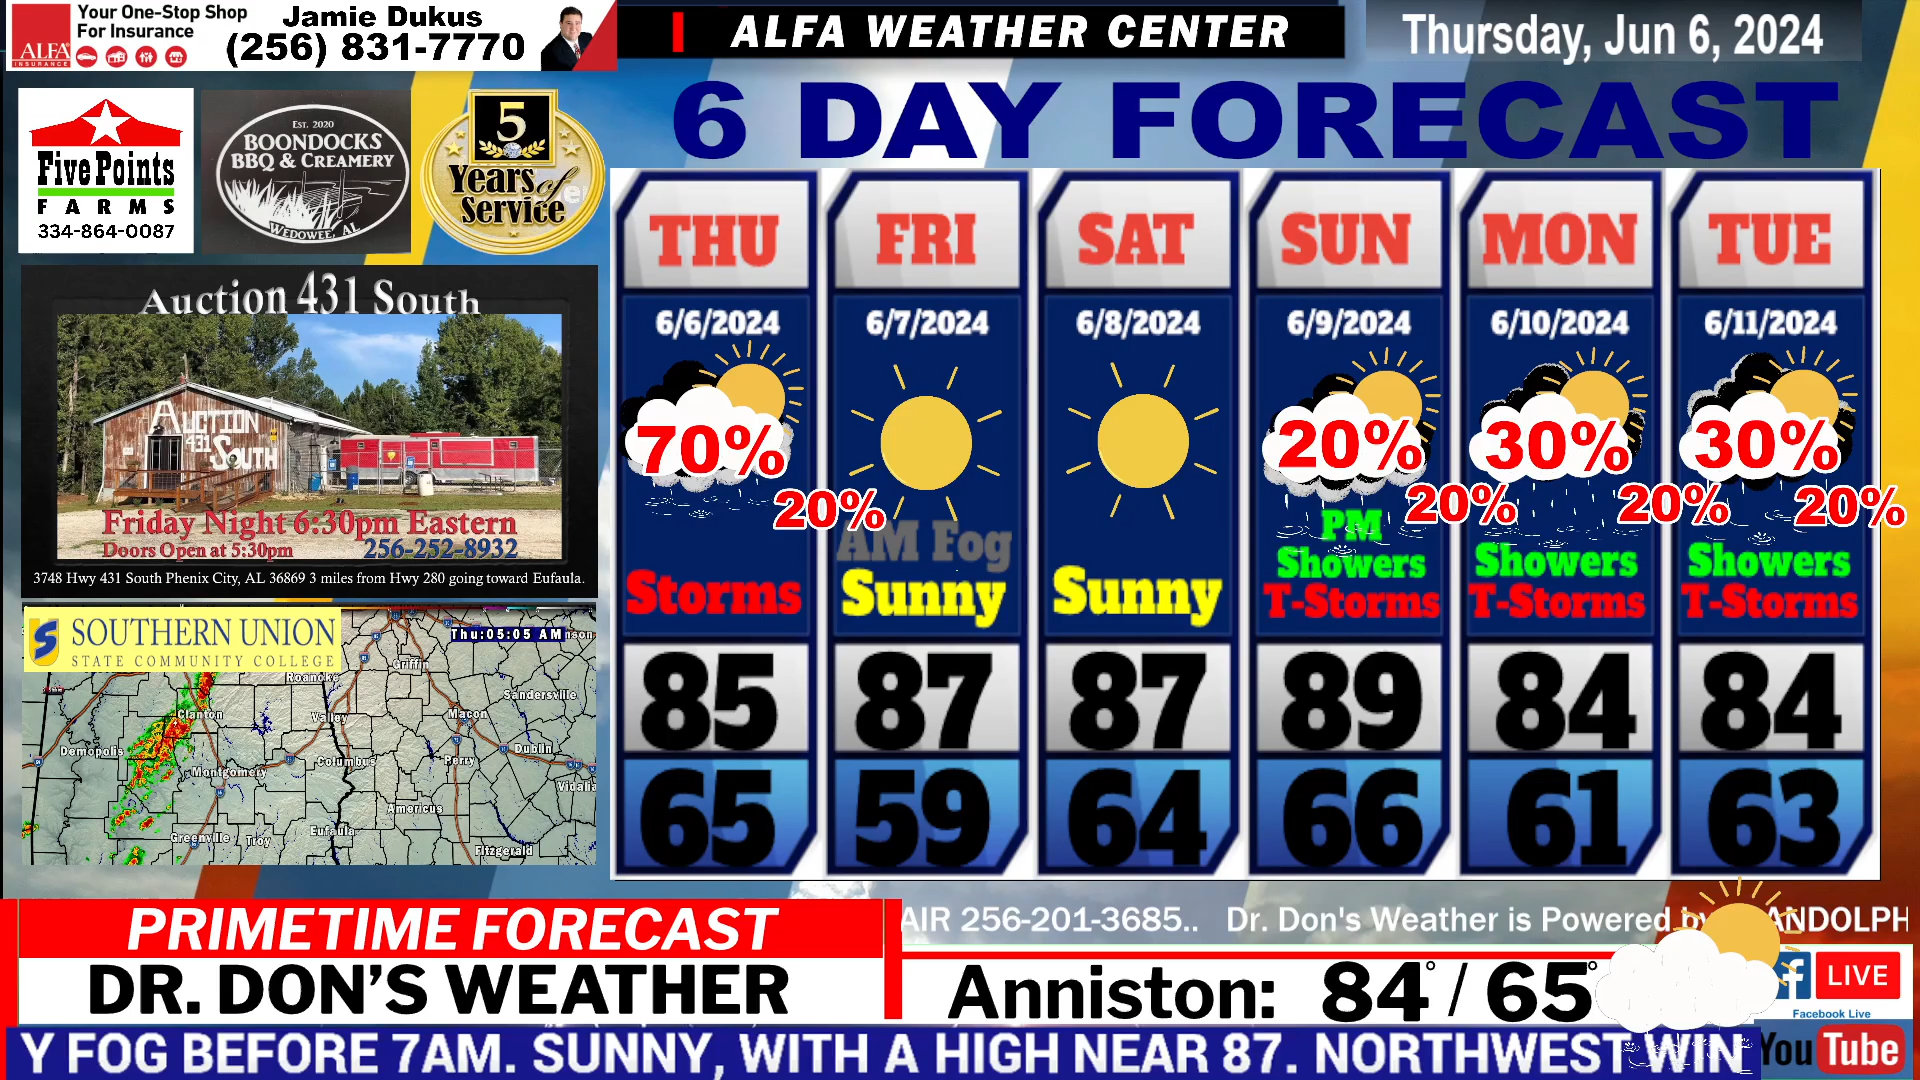 ALFA
INSURANCE
Your One-Stop Shop
For Insurance
Jamie Dukus
(256) 831-7770
ALFA WEATHER CENTER
Thursday, Jun 6, 2024
6 DAY FORECAST
Five Points
FARMS
334-864-0087
EST. 2020
BOONDOCKS
BBQ & CREAMERY
WEDOWEE, AL
5
Years of
Service
Auction 431 South
AUCTION
431
SOUTH
Friday Night 6:30pm Eastern
Doors Open at 5:30pm 256-252-8932
3748 Hwy 431 South Phenix City, AL 36869 3 miles from Hwy 280 going toward Eufaula.
SOUTHERN UNION
STATE COMMUNITY COLLEGE
Thu:05:05 AM
Griffin
Roanoke
Sandersville
Clanton
Valley
Macon
Demopolis
Dublin
Montgomery
Columbus
Perry
Vidalia
Americus
Greenville
Troy
Eufaula
Fitzgerald
THU FRI SAT SUN MON TUE
6/6/2024 6/7/2024 6/8/2024 6/9/2024 6/10/2024 6/11/2024
70% 20% 30% 30%
20% 20% 20% 20%
Storms
AM Fog
Sunny
Sunny
PM
Showers
T-Storms
Showers
T-Storms
Showers
T-Storms
85 87 87 89 84 84
65 59 64 66 61 63
PRIMETIME FORECAST
DR. DON'S WEATHER
AIR 256-201-3685.. Dr. Don's Weather is Powered by ANDOLPH
Anniston: 84° / 65°
f LIVE
Facebook Live
Y FOG BEFORE 7AM. SUNNY, WITH A HIGH NEAR 87. NORTHWEST WIN
YouTube